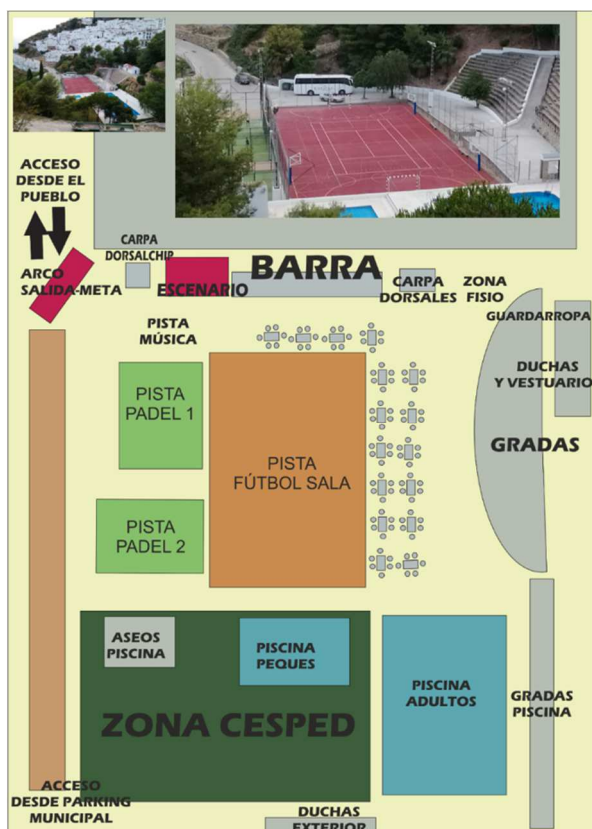 ACCESO
DESDE EL
PUEBLO
CARPA
DORSALCHIP
BARRA
ARCO
SALIDA-META
ESCENARIO
CARPA
DORSALES
ZONA
FISIO
GUARDARROPA
PISTA
MÚSICA
DUCHAS
Y VESTUARIO
PISTA
PADEL 1
GRADAS
PISTA
FÚTBOL SALA
PISTA
PADEL 2
ASEOS
PISCINA
PISCINA
PEQUES
PISCINA
ADULTOS
GRADAS
PISCINA
ZONA CESPED
ACCESO
DESDE PARKING
MUNICIPAL
DUCHAS
EXTERIOR